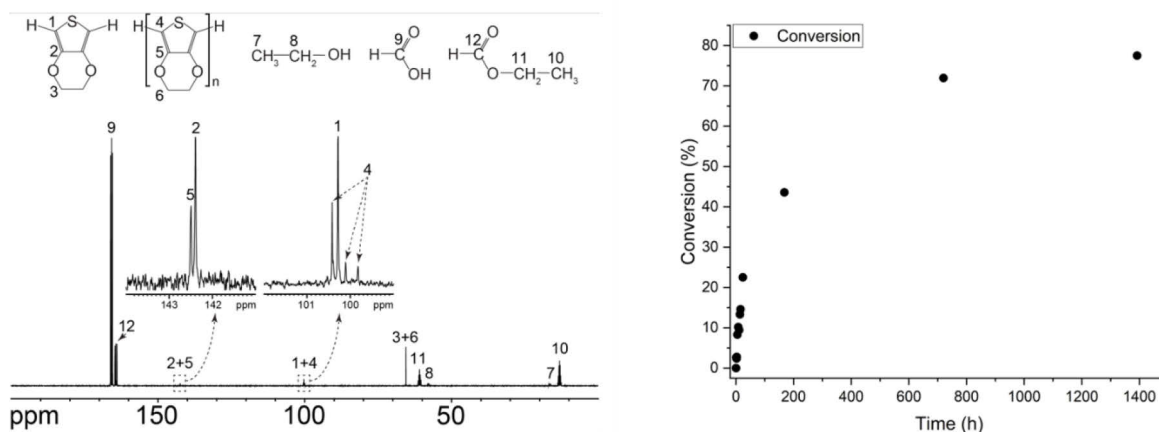 H 1 S H
2
O O
3
H 4 S H
5
O O
6
n
7 8
CH₃ CH₂ OH
9 O
H
OH
12 O
H 11 10
O CH₃
9
2
5
143 142 ppm
1
4
101 100 ppm
12
2+5
1+4
3+6
11
8
7
10
ppm 150 100 50
Conversion
Conversion (%)
80
70
60
50
40
30
20
10
0
0 200 400 600 800 1000 1200 1400
Time (h)